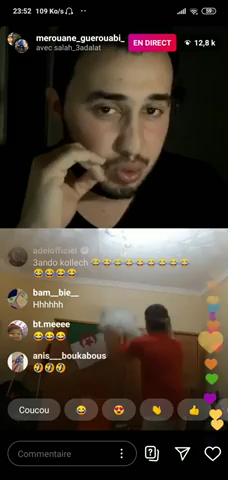 23:52 109 Ko/s 59
merouane_guerouabi_ EN DIRECT 12,8 k
avec salah_3adalat
adelofficiel
3ando kollech 😂😂😂😂😂😂😂😂😂
😂😂😂😂
bam__bie__
Hhhhhh
bt.meeee
😂😂😂
anis___boukabous
🤣🤣🤣
Coucou 😂 😍 👏 👍
Commentaire